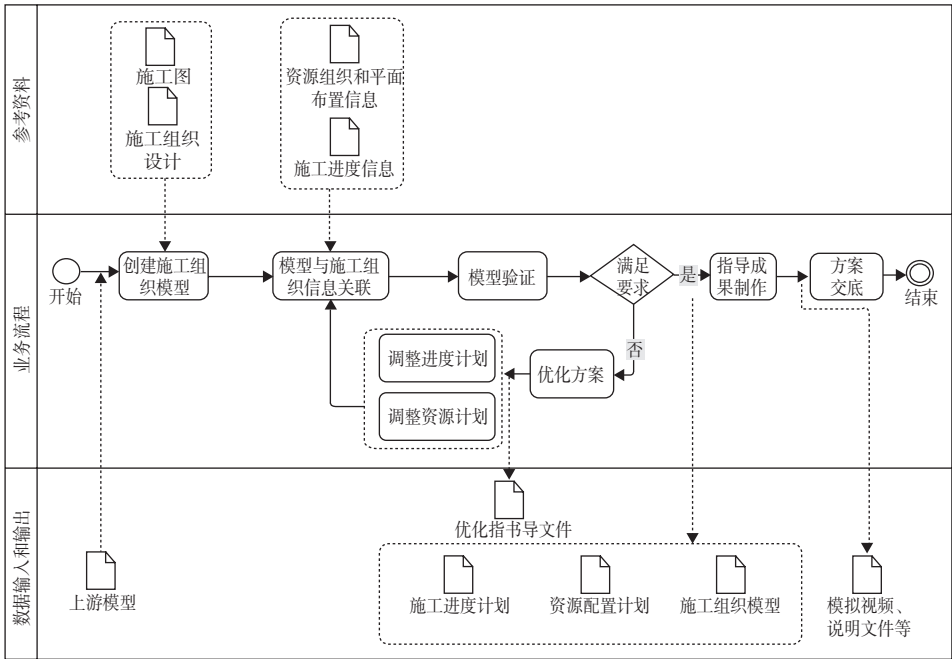 参考资料
施工图
施工组织
设计
资源组织和平面
布置信息
施工进度信息
业务流程
开始
创建施工组
织模型
模型与施工组
织信息关联
模型验证
满足
要求
是
指导成
果制作
方案
交底
结束
否
优化方案
调整进度计划
调整资源计划
数据输入和输出
上游模型
优化指书导文件
施工进度计划
资源配置计划
施工组织模型
模拟视频、
说明文件等